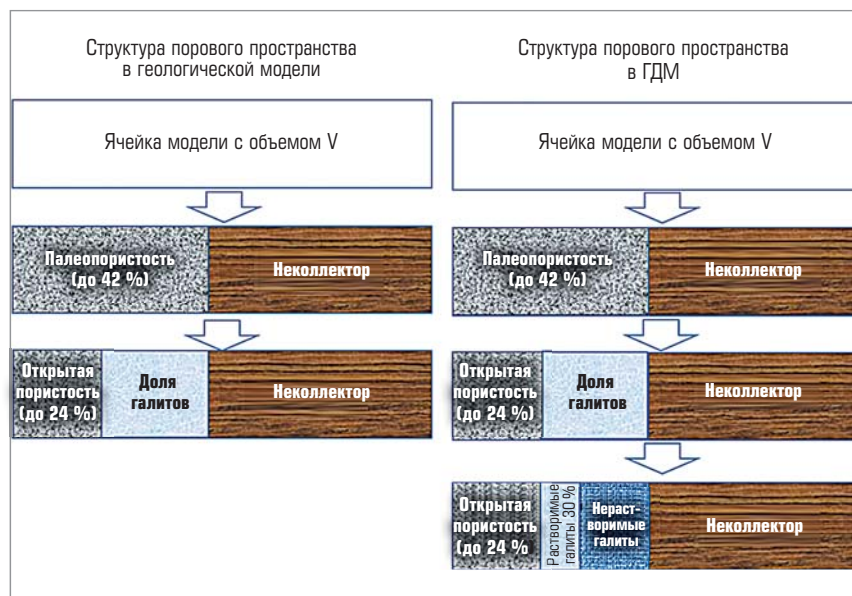 Структура порового пространства
в геологической модели
Ячейка модели с объемом V
Палеопористость
(до 42 %)
Неколлектор
Открытая
пористость
(до 24 %)
Доля
галитов
Неколлектор
Структура порового пространства
в ГДМ
Ячейка модели с объемом V
Палеопористость
(до 42 %)
Неколлектор
Открытая
пористость
(до 24 %)
Доля
галитов
Неколлектор
Открытая
пористость
(до 24 %
Растворимые
галиты 30 %
Нераст-
воримые
галиты
Неколлектор